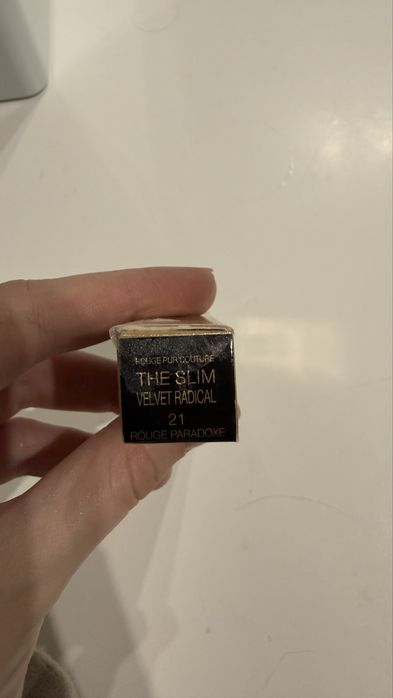 ROUGE PUR COUTURE
THE SLIM
VELVET RADICAL
21
ROUGE PARADOXE